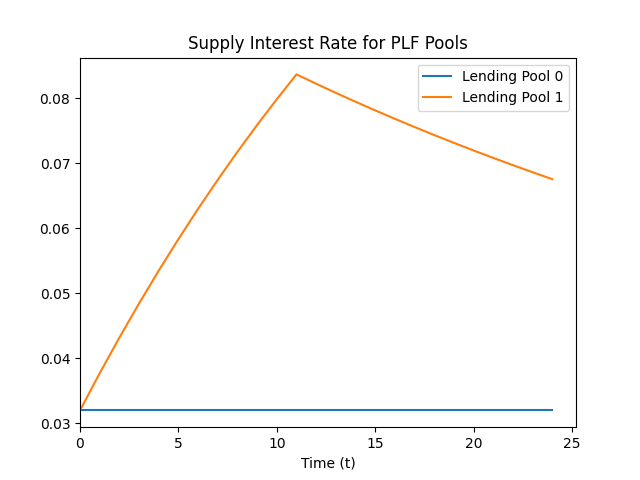 Supply Interest Rate for PLF Pools
Lending Pool 0
Lending Pool 1
0.08
0.07
0.06
0.05
0.04
0.03
0 5 10 15 20 25
Time (t)